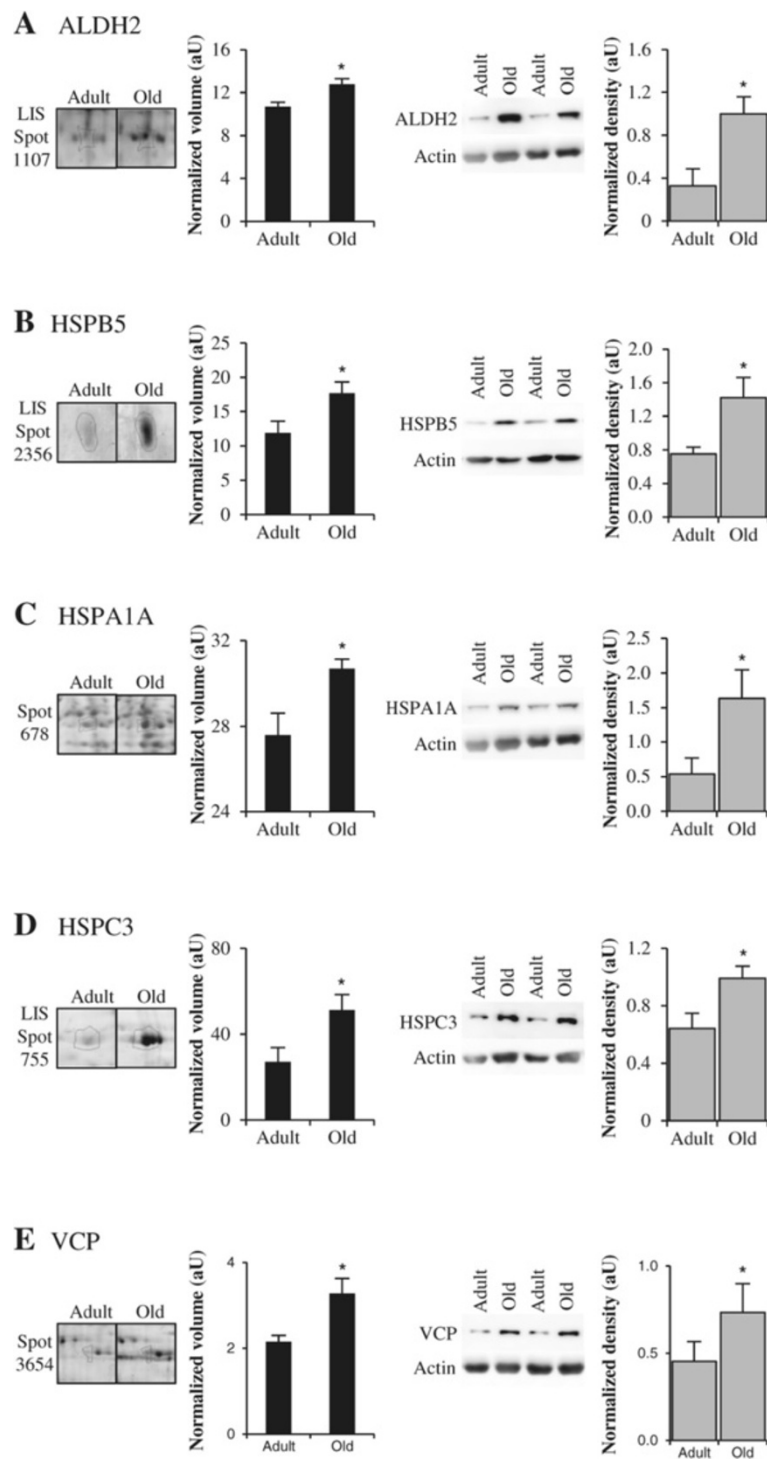 A ALDH2
LIS
Spot
1107
Adult Old
Normalized volume (aU)
16
12
8
4
0
*
Adult Old
Adult Old Adult Old
ALDH2
Actin
Normalized density (aU)
1.6
1.2
0.8
0.4
0
*
Adult Old
B HSPB5
LIS
Spot
2356
Adult Old
Normalized volume (aU)
25
20
15
10
5
0
*
Adult Old
Adult Old Adult Old
HSPB5
Actin
Normalized density (aU)
2.0
1.6
1.2
0.8
0.4
0
*
Adult Old
C HSPA1A
Spot
678
Adult Old
Normalized volume (aU)
32
28
24
*
Adult Old
Adult Old Adult Old
HSPA1A
Actin
Normalized density (aU)
2.5
2.0
1.5
1.0
0.5
0.0
*
Adult Old
D HSPC3
LIS
Spot
755
Adult Old
Normalized volume (aU)
80
40
0
*
Adult Old
Adult Old Adult Old
HSPC3
Actin
Normalized density (aU)
1.2
0.8
0.4
0
*
Adult Old
E VCP
Spot
3654
Adult Old
Normalized volume (aU)
4
2
0
*
Adult Old
Adult Old Adult Old
VCP
Actin
Normalized density (aU)
1.0
0.5
0.0
*
Adult Old